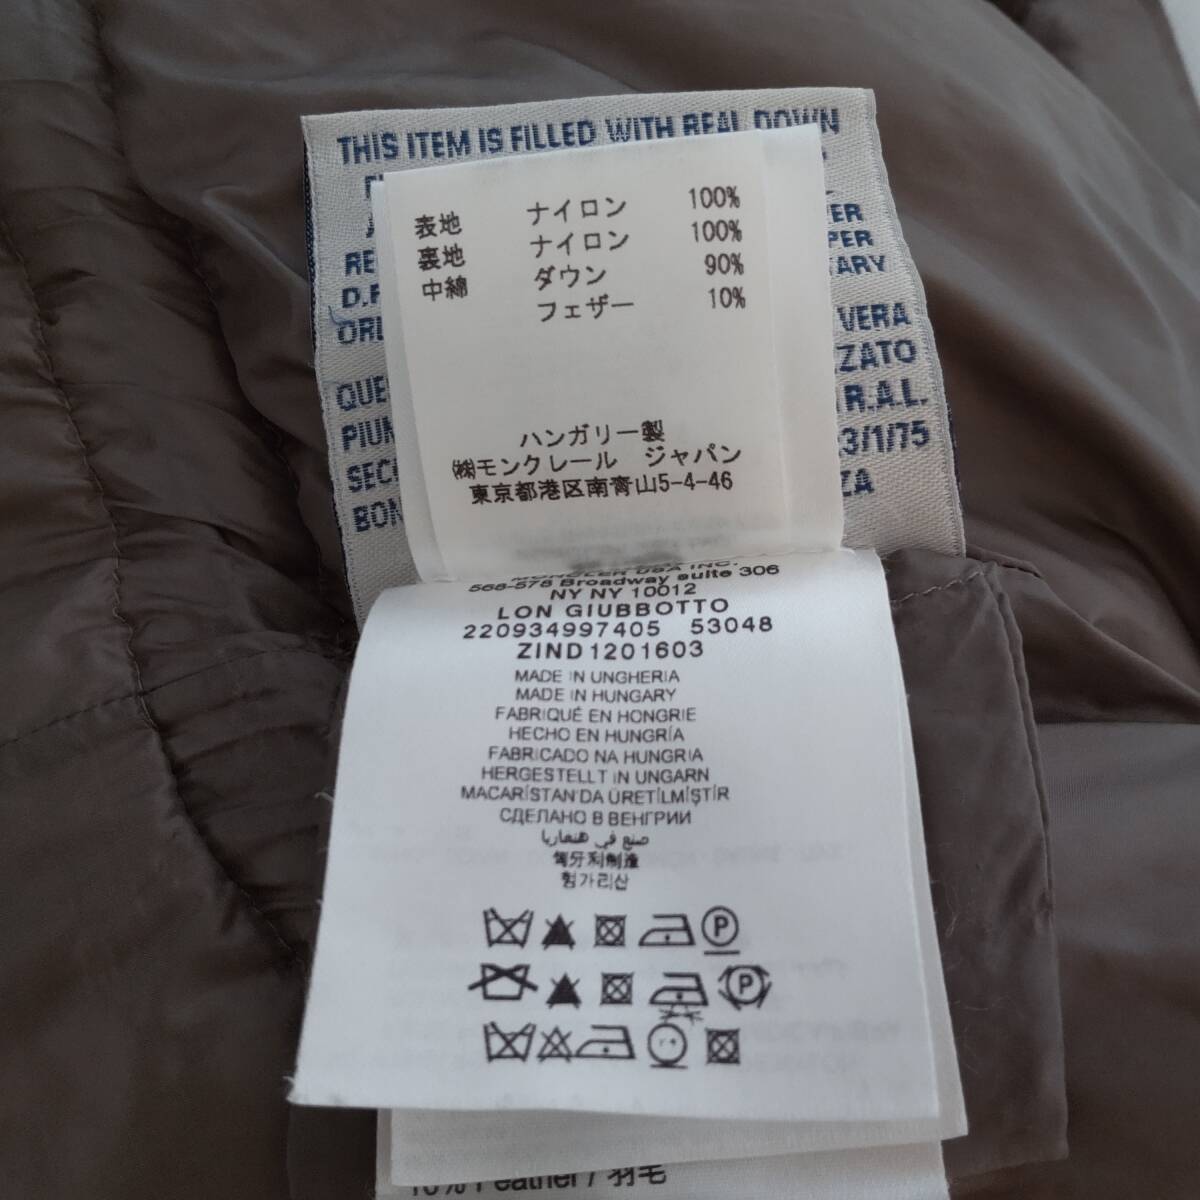 THIS ITEM IS FILLED WITH REAL DOWN
ER
RE PER
D.F ARY
ORI VERA
ZATO
QUE R.A.L.
PIUM 3/1/75
SEC ZA
BON
表地 ナイロン 100%
裏地 ナイロン 100%
中綿 ダウン 90%
フェザー 10%
ハンガリー製
㈱モンクレール ジャパン
東京都港区南青山5-4-46
568-578 Broadway suite 306
NY NY 10012
LON GIUBBOTTO
220934997405 53048
ZIND1201603
MADE IN UNGHERIA
MADE IN HUNGARY
FABRIQUÉ EN HONGRIE
HECHO EN HUNGRÍA
FABRICADO NA HUNGRIA
HERGESTELLT IN UNGARN
MACARİSTAN'DA ÜRETİLMİŞTİR
СДЕЛАНО В ВЕНГРИИ
صنع في هنغاريا
匈牙利制造
헝가리산
P
P
10% Feather / 羽毛